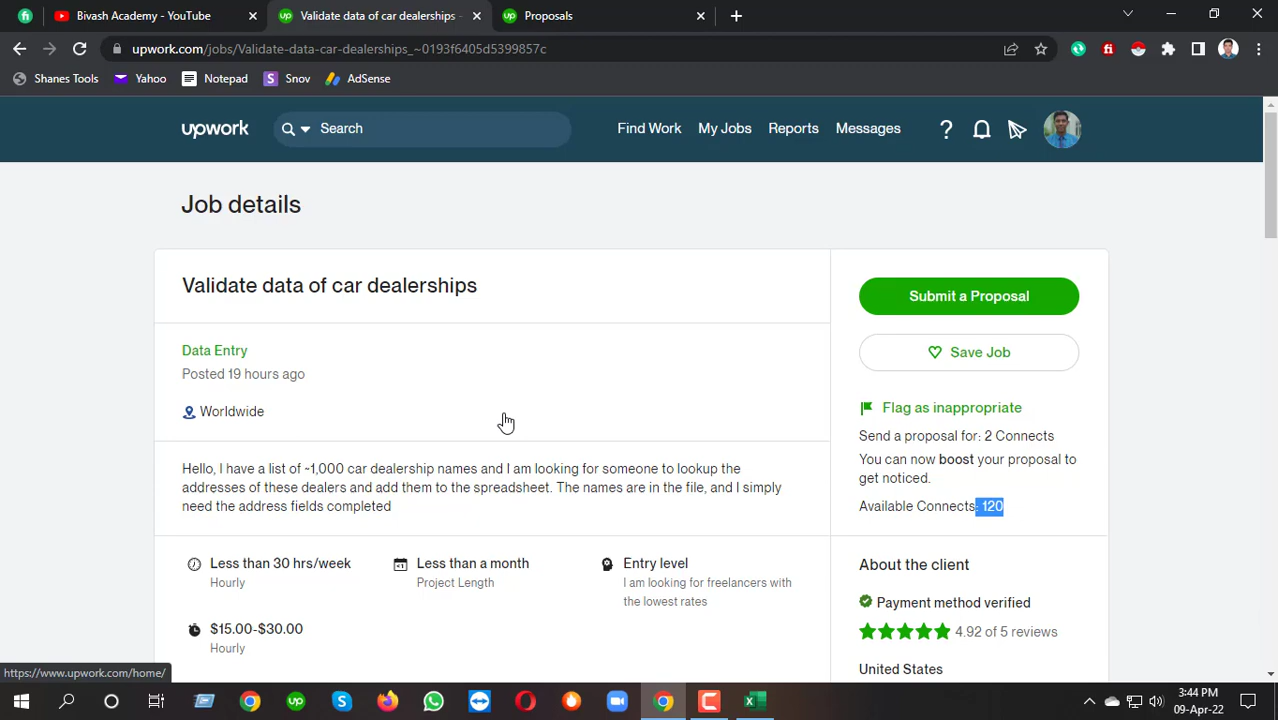 Bivash Academy - YouTube
Validate data of car dealerships -
Proposals
upwork.com/jobs/Validate-data-car-dealerships_~0193f6405d5399857c
Shanes Tools
Yahoo
Notepad
S
Snov
AdSense
upwork
Search
Find Work
My Jobs
Reports
Messages
?
Job details
Validate data of car dealerships
Submit a Proposal
Data Entry
Posted 19 hours ago
Save Job
Worldwide
Flag as inappropriate
Send a proposal for: 2 Connects
You can now boost your proposal to
get noticed.
Available Connects: 120
Hello, I have a list of ~1,000 car dealership names and I am looking for someone to lookup the
addresses of these dealers and add them to the spreadsheet. The names are in the file, and I simply
need the address fields completed
Less than 30 hrs/week
Hourly
Less than a month
Project Length
Entry level
I am looking for freelancers with
the lowest rates
$15.00-$30.00
Hourly
About the client
Payment method verified
4.92 of 5 reviews
United States
https://www.upwork.com/home/
3:44 PM
09-Apr-22